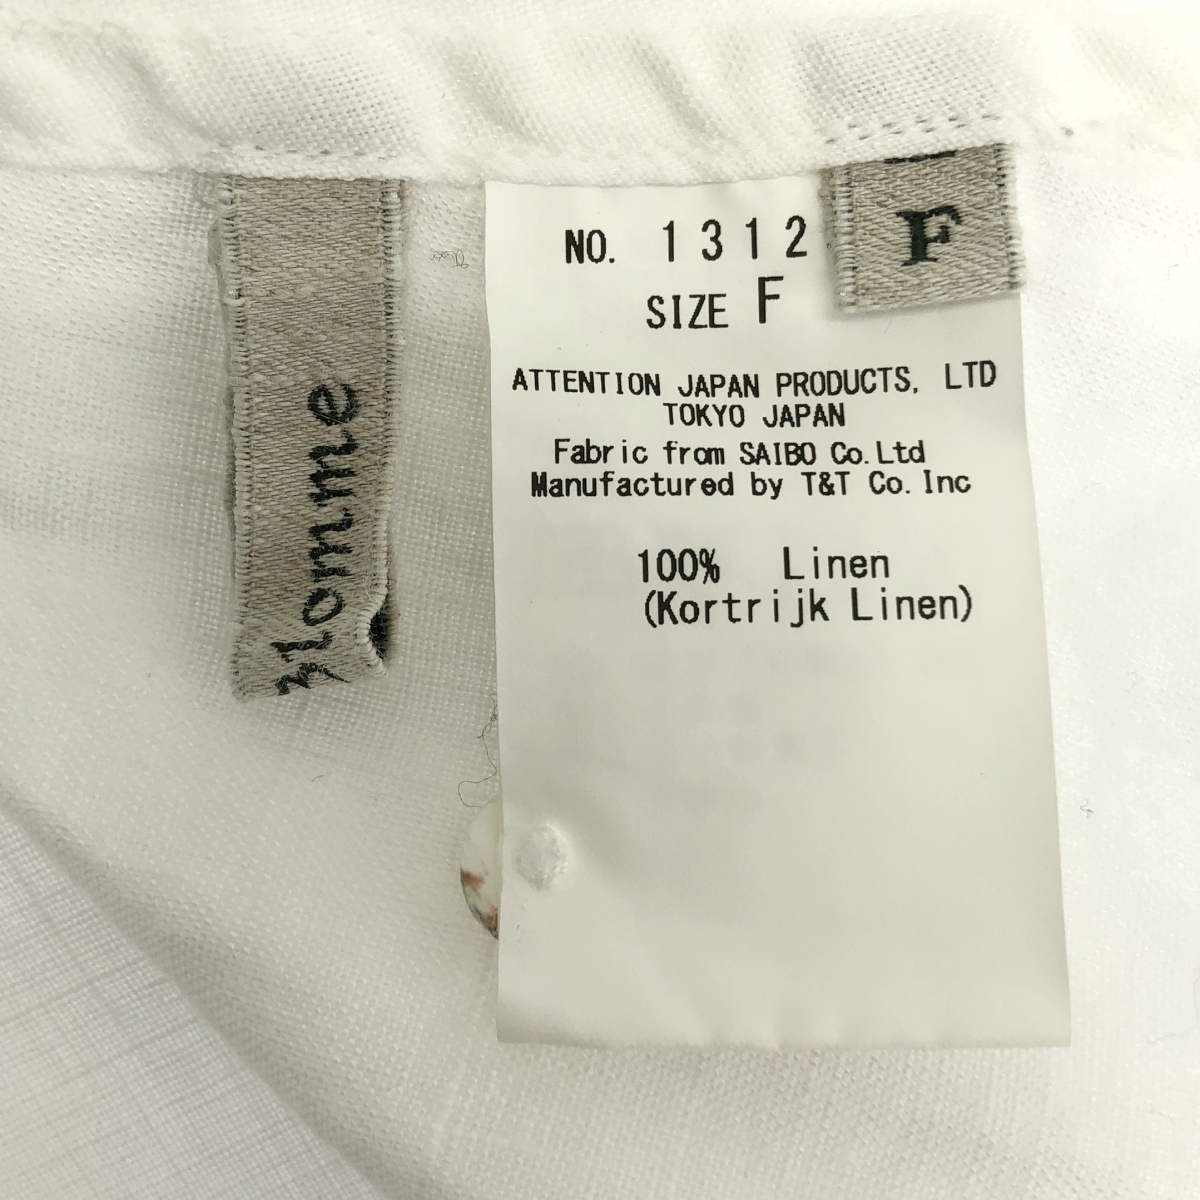 homme
NO. 1312
F
SIZE F
ATTENTION JAPAN PRODUCTS, LTD
TOKYO JAPAN
Fabric from SAIBO Co. Ltd
Manufactured by T&T Co. Inc
100% Linen
(Kortrijk Linen)